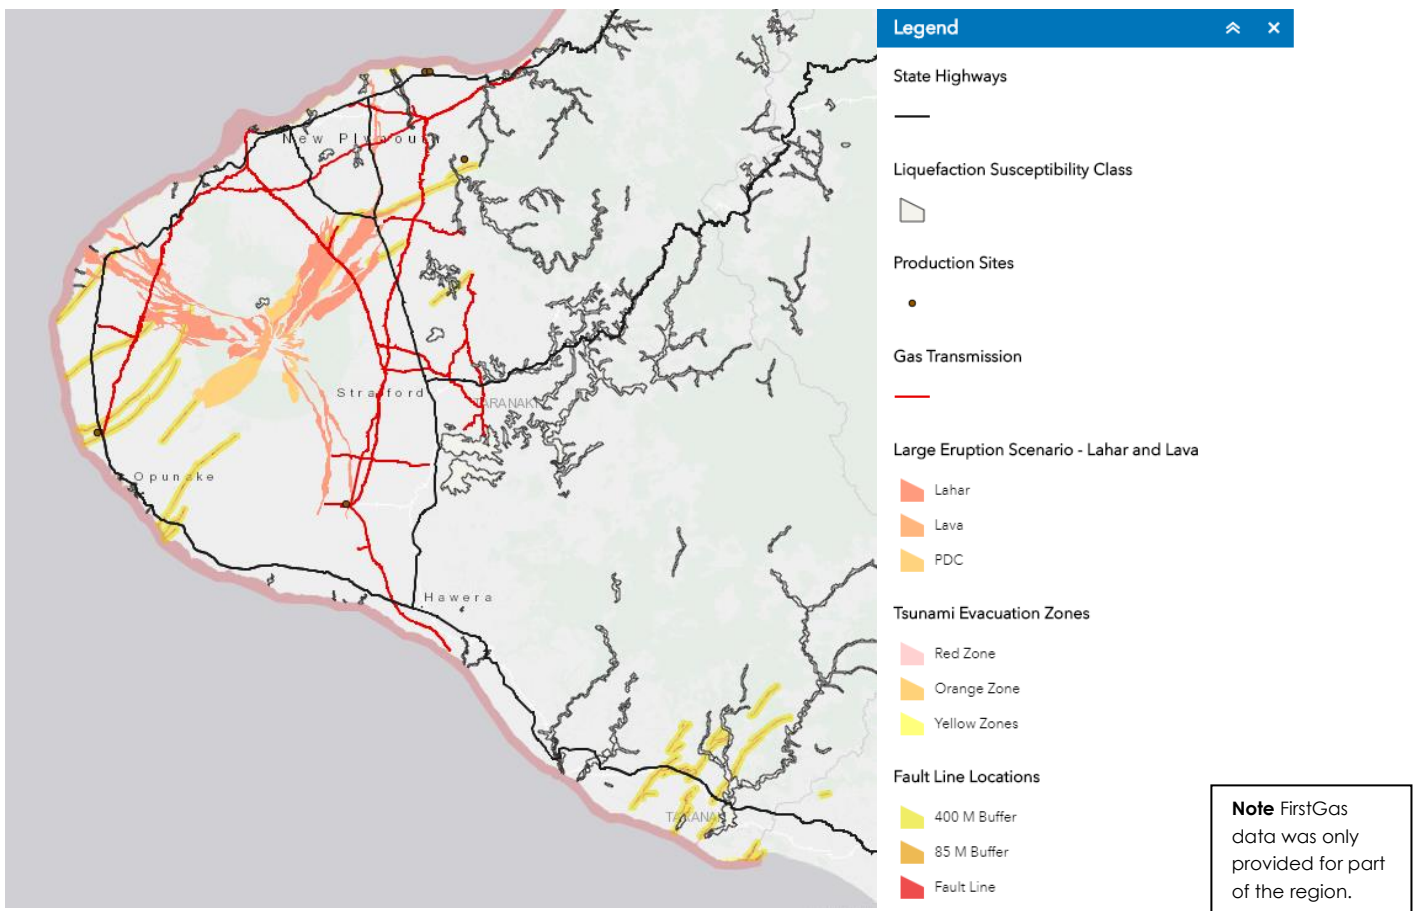 New Plymouth
Stratford
TARANAKI
Opunake
Hawera
Legend
State Highways
Liquefaction Susceptibility Class
Production Sites
Gas Transmission
Large Eruption Scenario - Lahar and Lava
Lahar
Lava
PDC
Tsunami Evacuation Zones
Red Zone
Orange Zone
Yellow Zones
Fault Line Locations
400 M Buffer
85 M Buffer
Fault Line
Note FirstGas
data was only
provided for part
of the region.